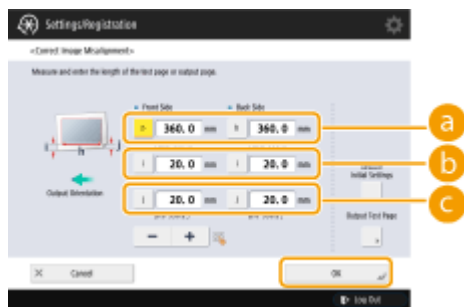 Settings/Registration
<Correct Image Misalignment>
Measure and enter the length of the test page or output page.
Front Side
Back Side
h 360.0 mm h 360.0 mm
a
i 20.0 mm i 20.0 mm
b
i h j
Initial Settings
Output Orientation
j 20.0 mm j 20.0 mm
c
Output Test Page
− +
× Cancel
OK
Log Out